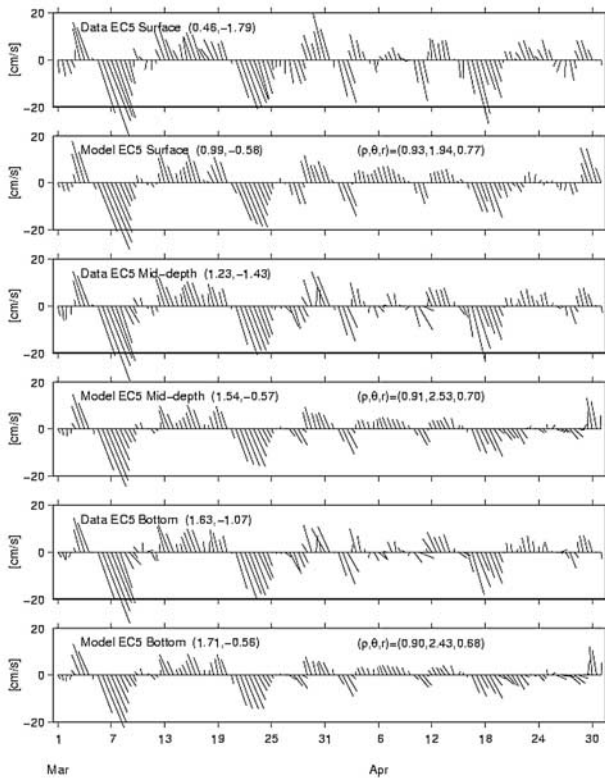 20
Data EC5 Surface (0.46,-1.79)
[cm/s]
0
-20
20
Model EC5 Surface (0.99,-0.58)
(ρ,θ,r)=(0.93,1.94,0.77)
[cm/s]
0
-20
20
Data EC5 Mid-depth (1.23,-1.43)
[cm/s]
0
-20
20
Model EC5 Mid-depth (1.54,-0.57)
(ρ,θ,r)=(0.91,2.53,0.70)
[cm/s]
0
-20
20
Data EC5 Bottom (1.63,-1.07)
[cm/s]
0
-20
20
Model EC5 Bottom (1.71,-0.56)
(ρ,θ,r)=(0.90,2.43,0.68)
[cm/s]
0
-20
1 7 13 19 25 31 6 12 18 24 30
Mar Apr